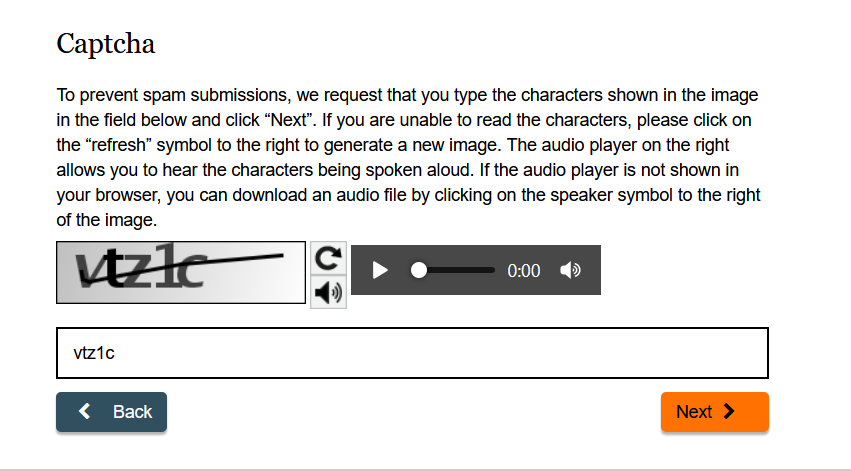 Captcha
To prevent spam submissions, we request that you type the characters shown in the image
in the field below and click “Next”. If you are unable to read the characters, please click on
the “refresh” symbol to the right to generate a new image. The audio player on the right
allows you to hear the characters being spoken aloud. If the audio player is not shown in
your browser, you can download an audio file by clicking on the speaker symbol to the right
of the image.
vtz1c
0:00
vtz1c
Back
Next